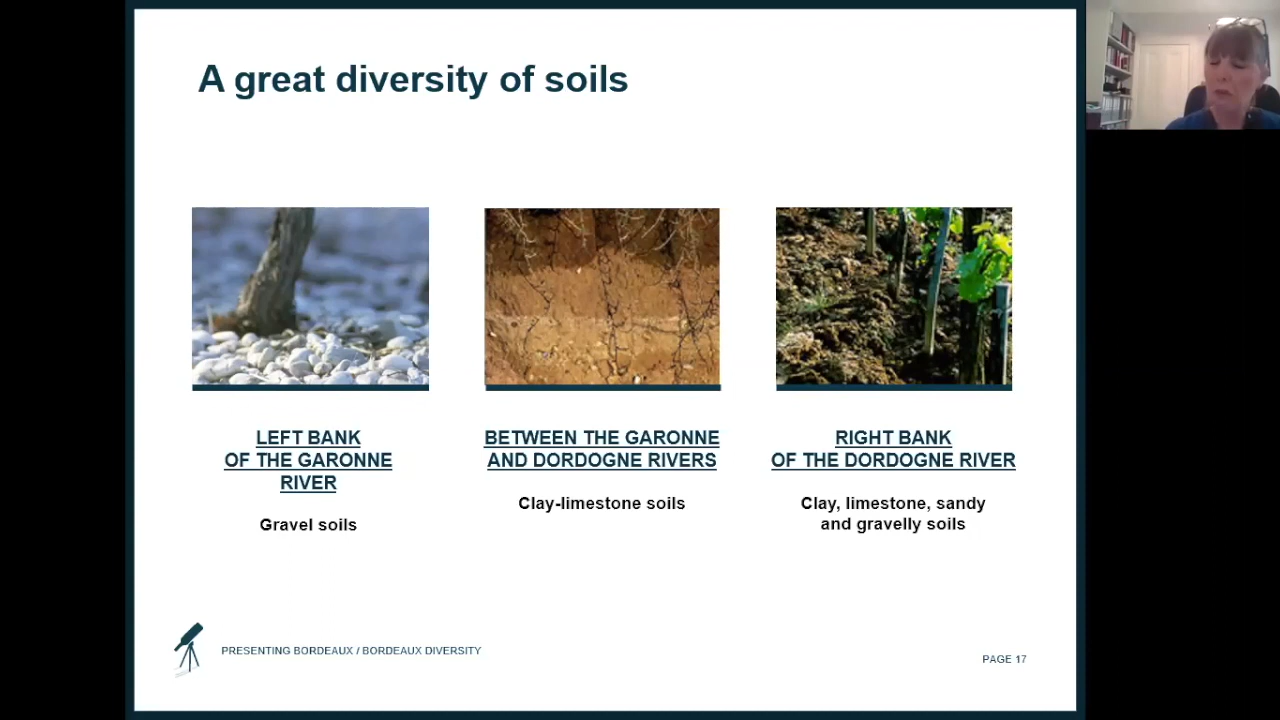 A great diversity of soils
LEFT BANK
OF THE GARONNE
RIVER
Gravel soils
BETWEEN THE GARONNE
AND DORDOGNE RIVERS
Clay-limestone soils
RIGHT BANK
OF THE DORDOGNE RIVER
Clay, limestone, sandy
and gravelly soils
PRESENTING BORDEAUX / BORDEAUX DIVERSITY
PAGE 17